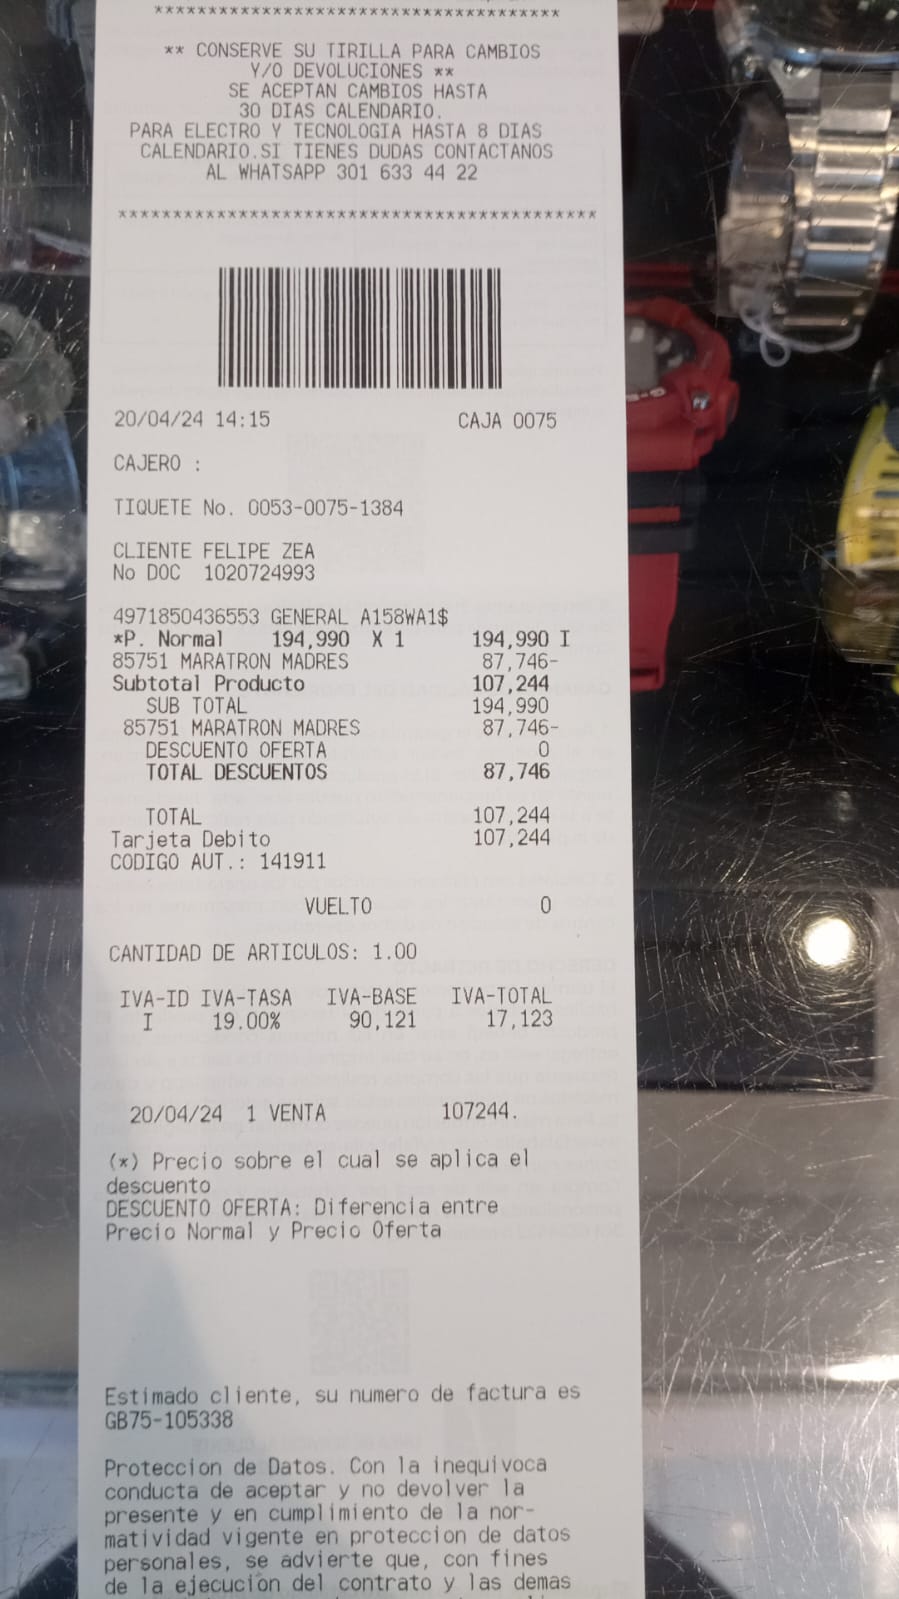 ****************************************
** CONSERVE SU TIRILLA PARA CAMBIOS
Y/O DEVOLUCIONES **
SE ACEPTAN CAMBIOS HASTA
30 DIAS CALENDARIO.
PARA ELECTRO Y TECNOLOGIA HASTA 8 DIAS
CALENDARIO.SI TIENES DUDAS CONTACTANOS
AL WHATSAPP 301 633 44 22
********************************************
20/04/24 14:15 CAJA 0075
CAJERO :
TIQUETE No. 0053-0075-1384
CLIENTE FELIPE ZEA
No DOC 1020724993
4971850436553 GENERAL A158WA1$
*P. Normal 194,990 X 1 194,990 I
85751 MARATRON MADRES 87,746-
Subtotal Producto 107,244
SUB TOTAL 194,990
85751 MARATRON MADRES 87,746-
DESCUENTO OFERTA 0
TOTAL DESCUENTOS 87,746
TOTAL 107,244
Tarjeta Debito 107,244
CODIGO AUT.: 141911
VUELTO 0
CANTIDAD DE ARTICULOS: 1.00
IVA-ID IVA-TASA IVA-BASE IVA-TOTAL
I 19.00% 90,121 17,123
20/04/24 1 VENTA 107244.
(*) Precio sobre el cual se aplica el
descuento
DESCUENTO OFERTA: Diferencia entre
Precio Normal y Precio Oferta
Estimado cliente, su numero de factura es
GB75-105338
Proteccion de Datos. Con la inequivoca
conducta de aceptar y no devolver la
presente y en cumplimiento de la nor-
matividad vigente en proteccion de datos
personales, se advierte que, con fines
de la ejecución del contrato y las demas